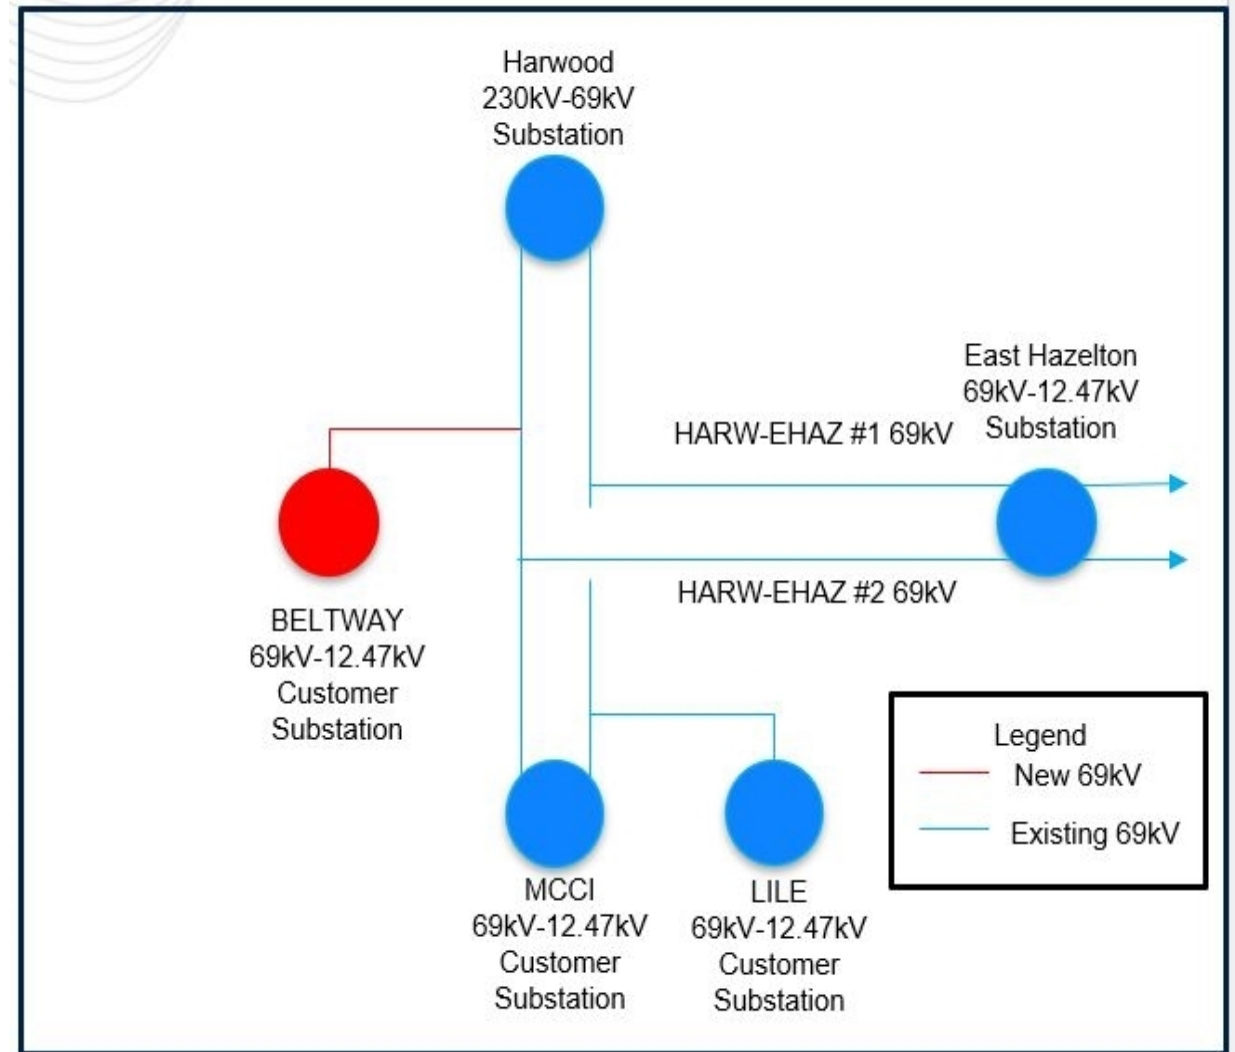 Harwood
230kV-69kV
Substation
East Hazelton
69kV-12.47kV
Substation
HARW-EHAZ #1 69kV
HARW-EHAZ #2 69kV
BELTWAY
69kV-12.47kV
Customer
Substation
Legend
New 69kV
Existing 69kV
MCCI
69kV-12.47kV
Customer
Substation
LILE
69kV-12.47kV
Customer
Substation